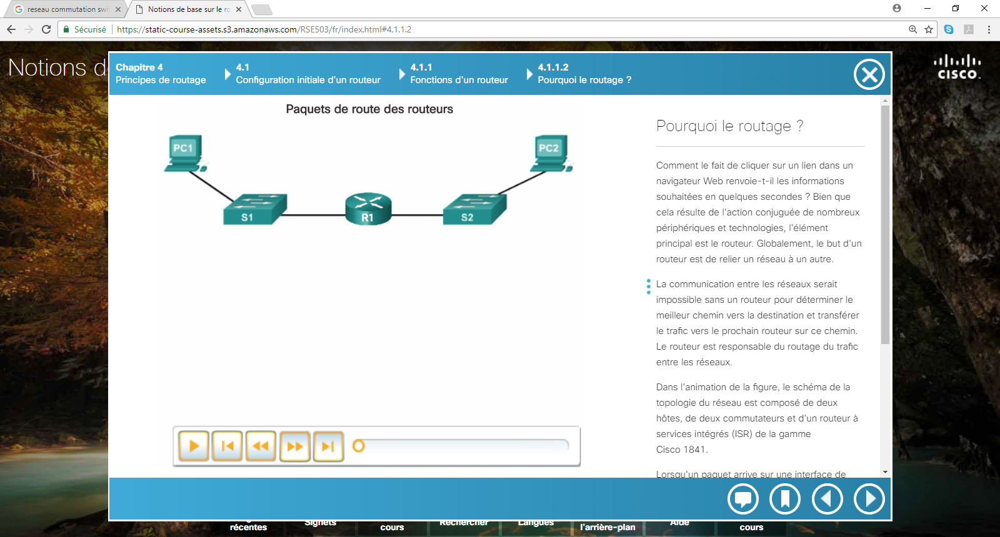 reseau commutation swi
Notions de base sur le ro
Sécurisé
https://static-course-assets.s3.amazonaws.com/RSE503/fr/index.html#4.1.1.2
Notions d
CISCO.
Chapitre 4
Principes de routage
4.1
Configuration initiale d'un routeur
4.1.1
Fonctions d'un routeur
4.1.1.2
Pourquoi le routage ?
Paquets de route des routeurs
PC1
PC2
S1
R1
S2
Pourquoi le routage ?
Comment le fait de cliquer sur un lien dans un
navigateur Web renvoie-t-il les informations
souhaitées en quelques secondes ? Bien que
cela résulte de l'action conjuguée de nombreux
périphériques et technologies, l'élément
principal est le routeur. Globalement, le but d'un
routeur est de relier un réseau à un autre.
La communication entre les réseaux serait
impossible sans un routeur pour déterminer le
meilleur chemin vers la destination et transférer
le trafic vers le prochain routeur sur ce chemin.
Le routeur est responsable du routage du trafic
entre les réseaux.
Dans l'animation de la figure, le schéma de la
topologie du réseau est composé de deux
hôtes, de deux commutateurs et d'un routeur à
services intégrés (ISR) de la gamme
Cisco 1841.
Lorsqu'un paquet arrive sur une interface de
récentes
Signets
cours
Rechercher
Langues
l'arrière-plan
Aide
cours